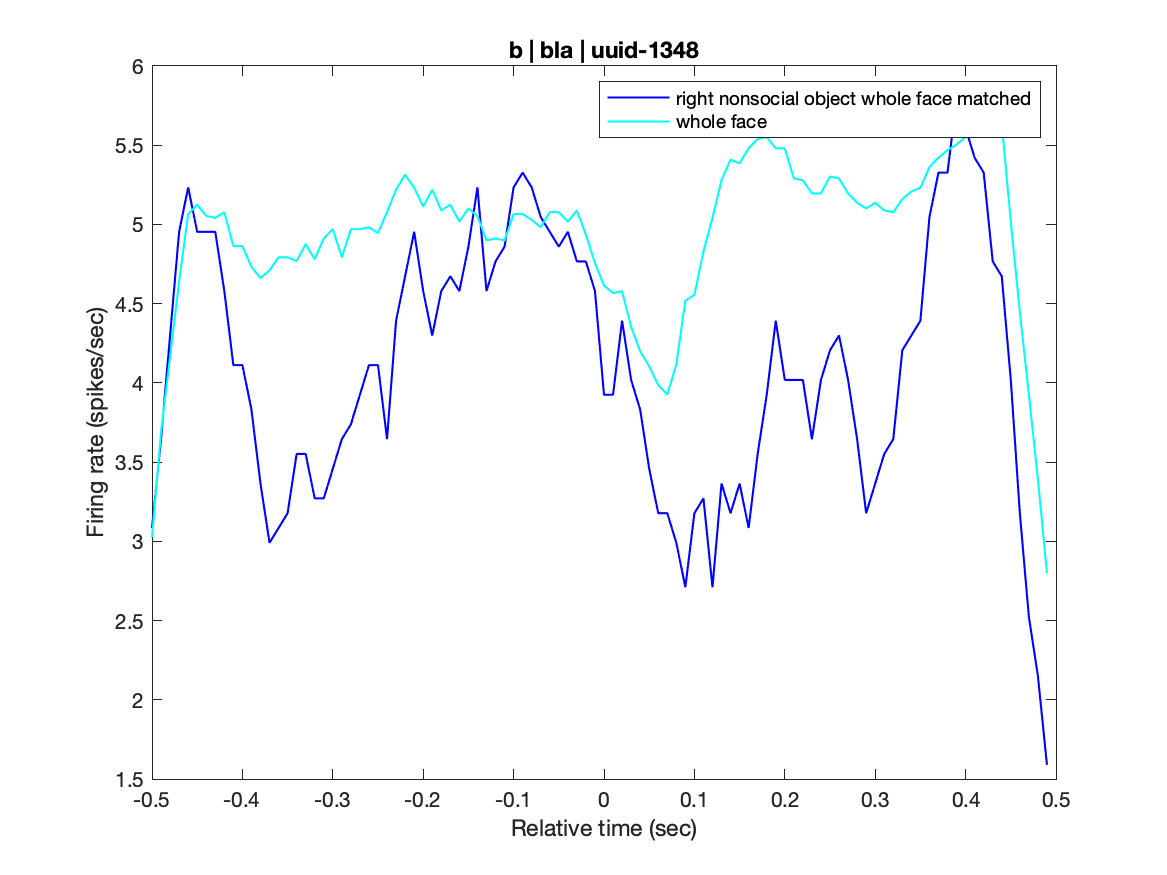 b | bla | uuid-1348
right nonsocial object whole face matched
whole face
6
5.5
5
4.5
4
3.5
3
2.5
2
1.5
Firing rate (spikes/sec)
-0.5 -0.4 -0.3 -0.2 -0.1 0 0.1 0.2 0.3 0.4 0.5
Relative time (sec)